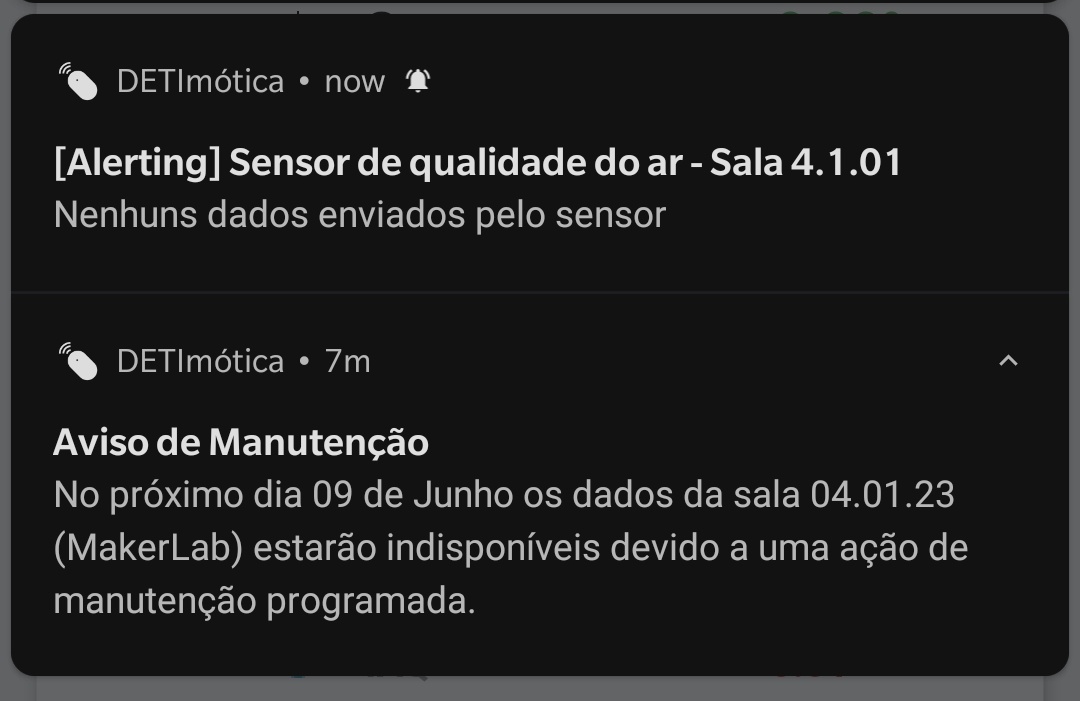 DETImótica • now
[Alerting] Sensor de qualidade do ar - Sala 4.1.01
Nenhuns dados enviados pelo sensor
DETImótica • 7m
Aviso de Manutenção
No próximo dia 09 de Junho os dados da sala 04.01.23
(MakerLab) estarão indisponíveis devido a uma ação de
manutenção programada.